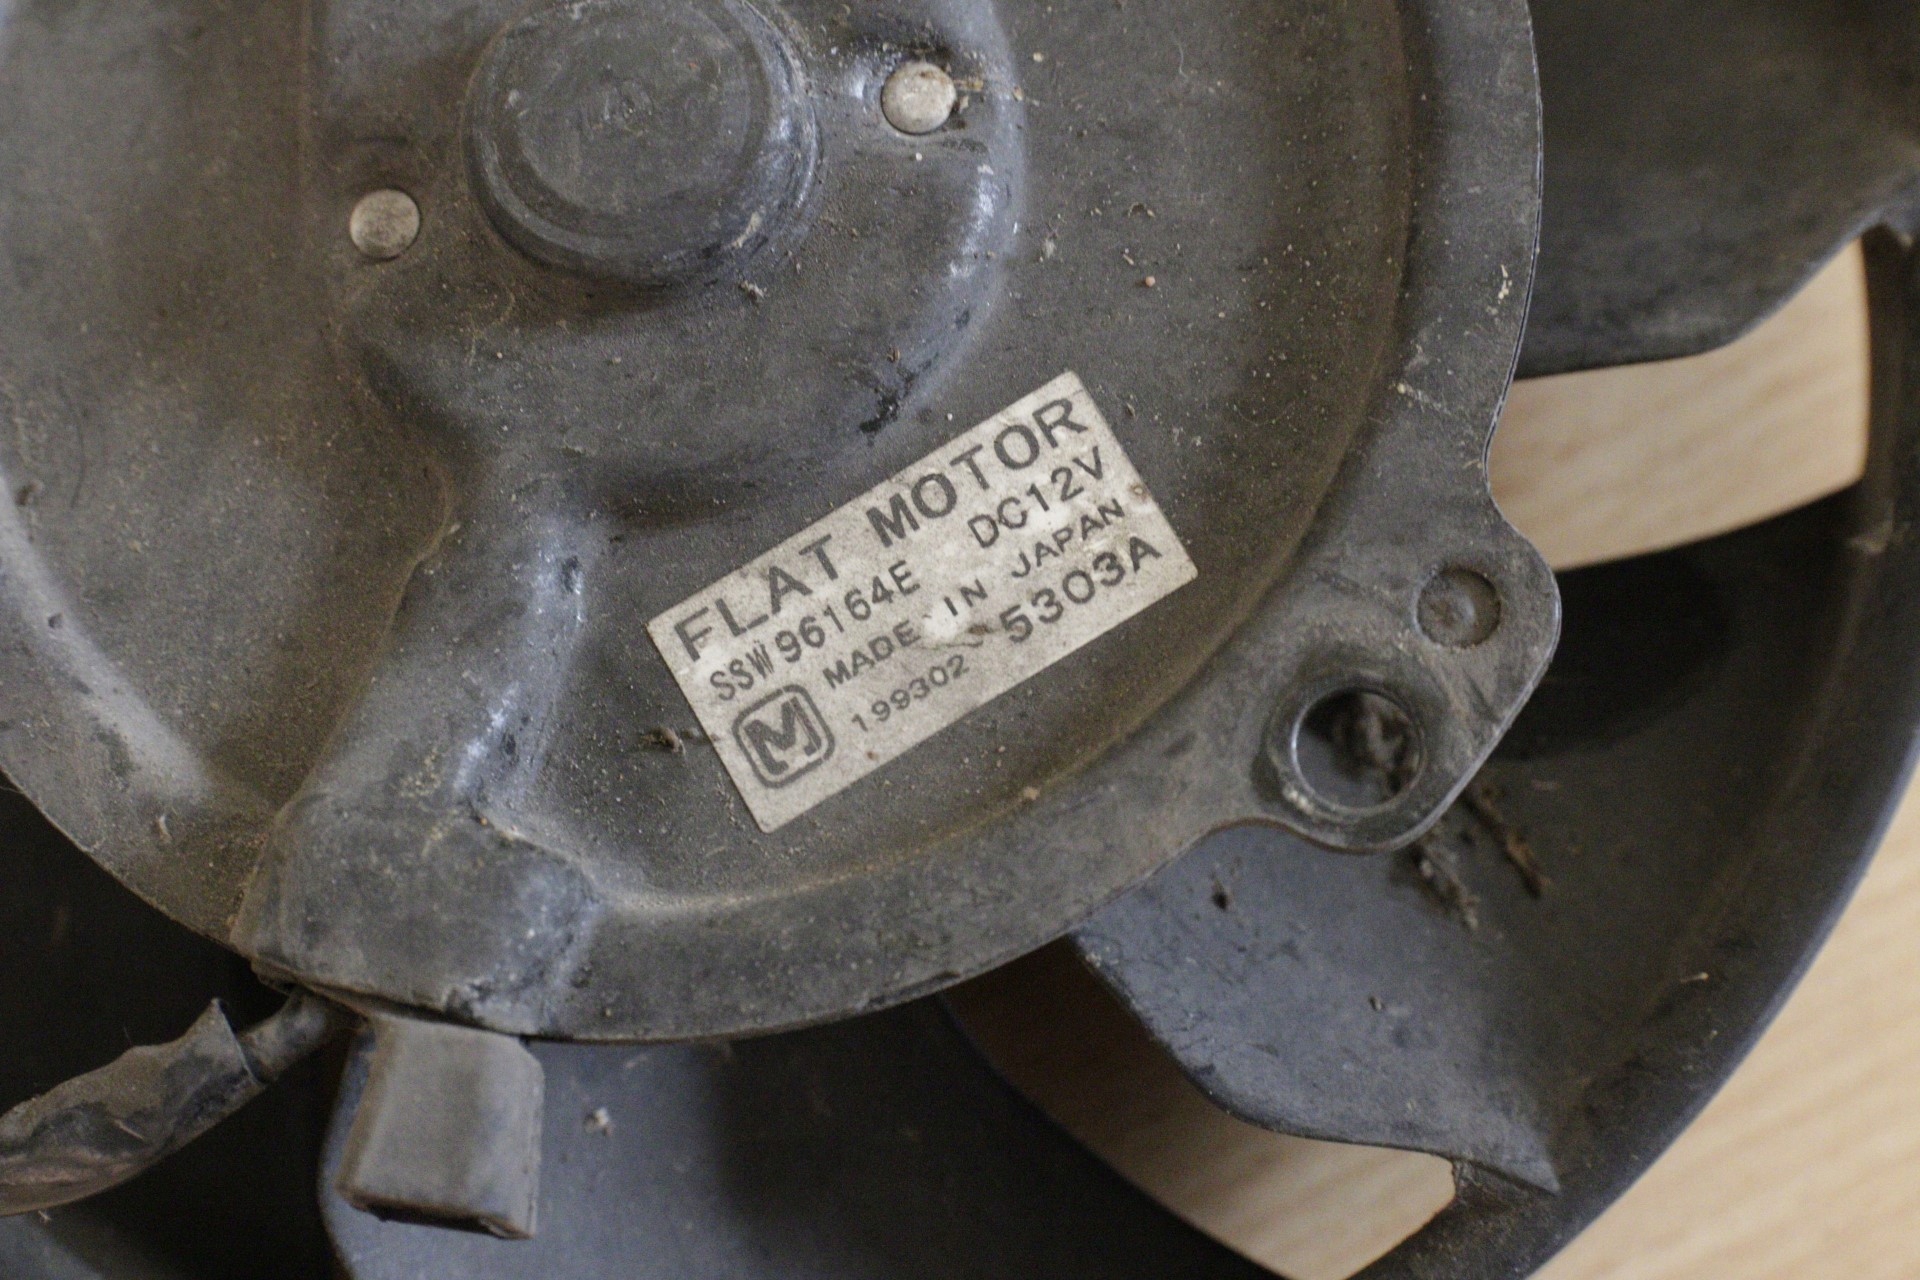 FLAT MOTOR
SSW96164E DC12V
MADE IN JAPAN
M 199302 5303A